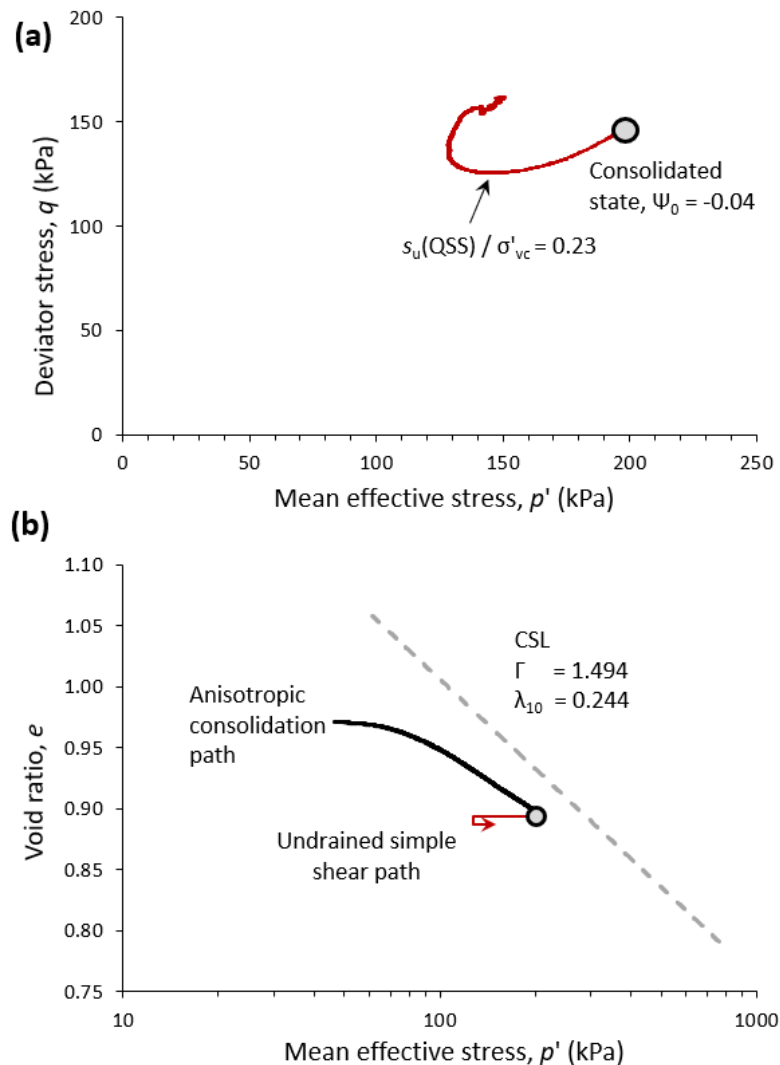 (a)
200
150
100
50
0
Deviator stress, q (kPa)
Consolidated
state, Ψ0 = -0.04
su(QSS) / σ'vc = 0.23
0 50 100 150 200 250
Mean effective stress, p' (kPa)
(b)
1.10
1.05
1.00
0.95
0.90
0.85
0.80
0.75
Void ratio, e
CSL
Γ = 1.494
λ10 = 0.244
Anisotropic
consolidation
path
Undrained simple
shear path
10 100 1000
Mean effective stress, p' (kPa)